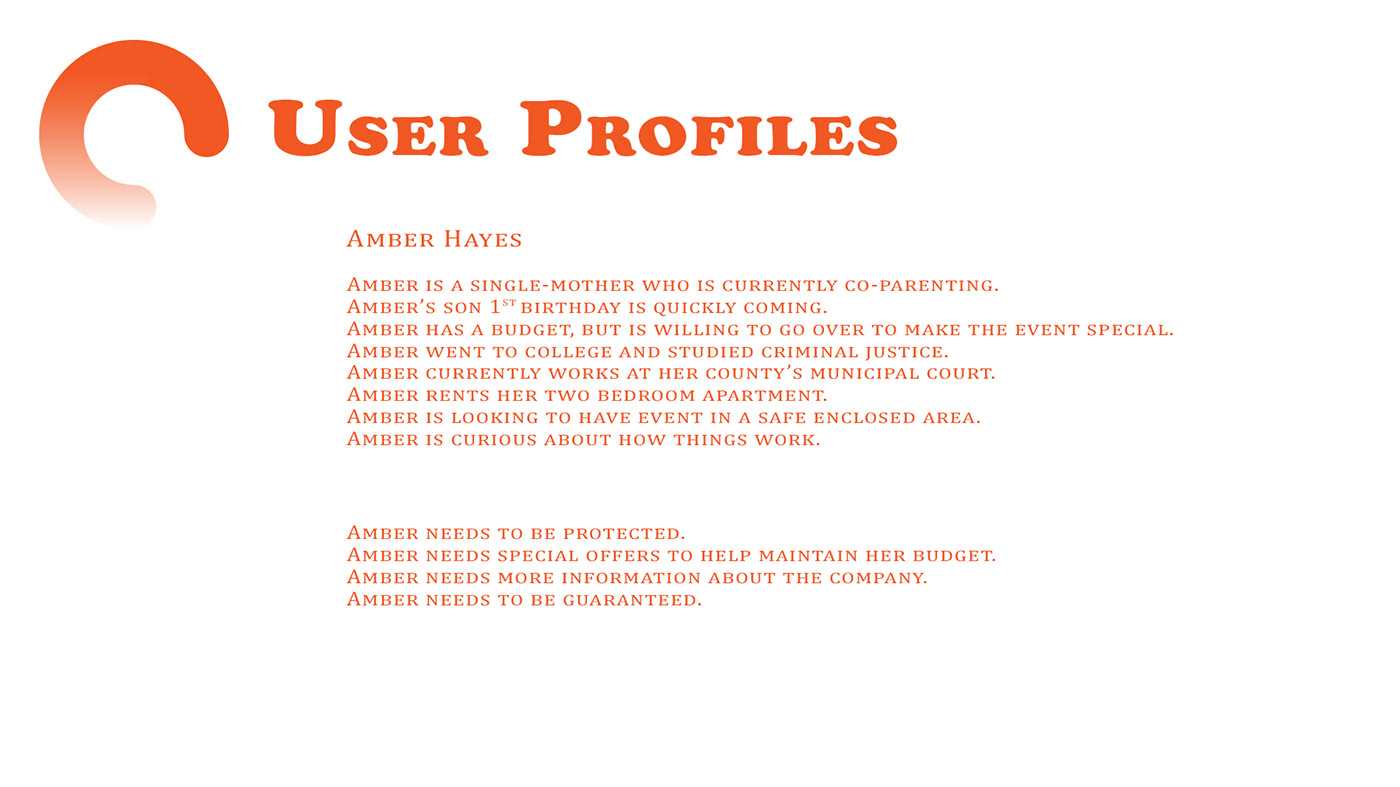 User Profiles
Amber Hayes
Amber is a single-mother who is currently co-parenting.
Amber’s son 1st birthday is quickly coming.
Amber has a budget, but is willing to go over to make the event special.
Amber went to college and studied criminal justice.
Amber currently works at her county’s municipal court.
Amber rents her two bedroom apartment.
Amber is looking to have event in a safe enclosed area.
Amber is curious about how things work.
Amber needs to be protected.
Amber needs special offers to help maintain her budget.
Amber needs more information about the company.
Amber needs to be guaranteed.